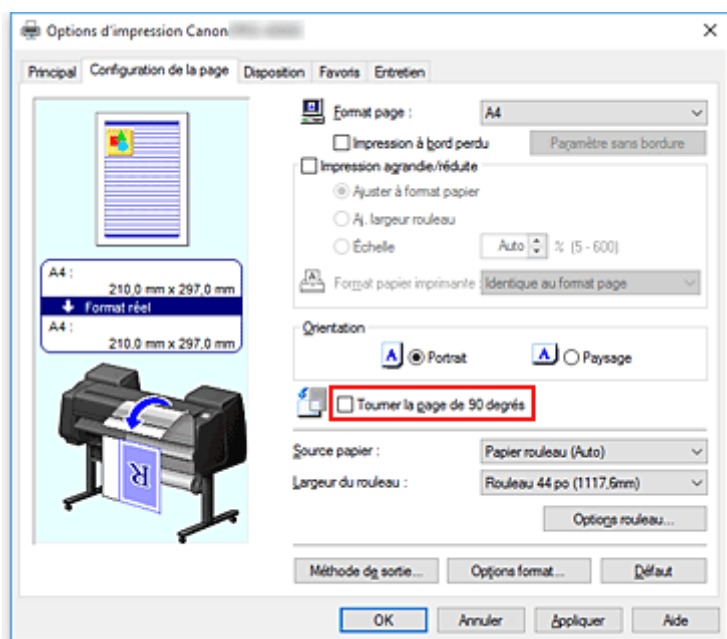 Options d'impression Canon
Principal Configuration de la page Disposition Favoris Entretien
Format page : A4
Impression à bord perdu Paramètre sans bordure
Impression agrandie/réduite
Ajuster à format papier
Aj. largeur rouleau
Échelle Auto % (5 - 600)
Format papier imprimante : Identique au format page
A4 :
210,0 mm x 297,0 mm
Format réel
A4 :
210,0 mm x 297,0 mm
Orientation
A Portrait A Paysage
Tourner la page de 90 degrés
R
Source papier : Papier rouleau (Auto)
Largeur du rouleau : Rouleau 44 po (1117,6mm)
Options rouleau...
Méthode de sortie... Options format... Défaut
OK Annuler Appliquer Aide